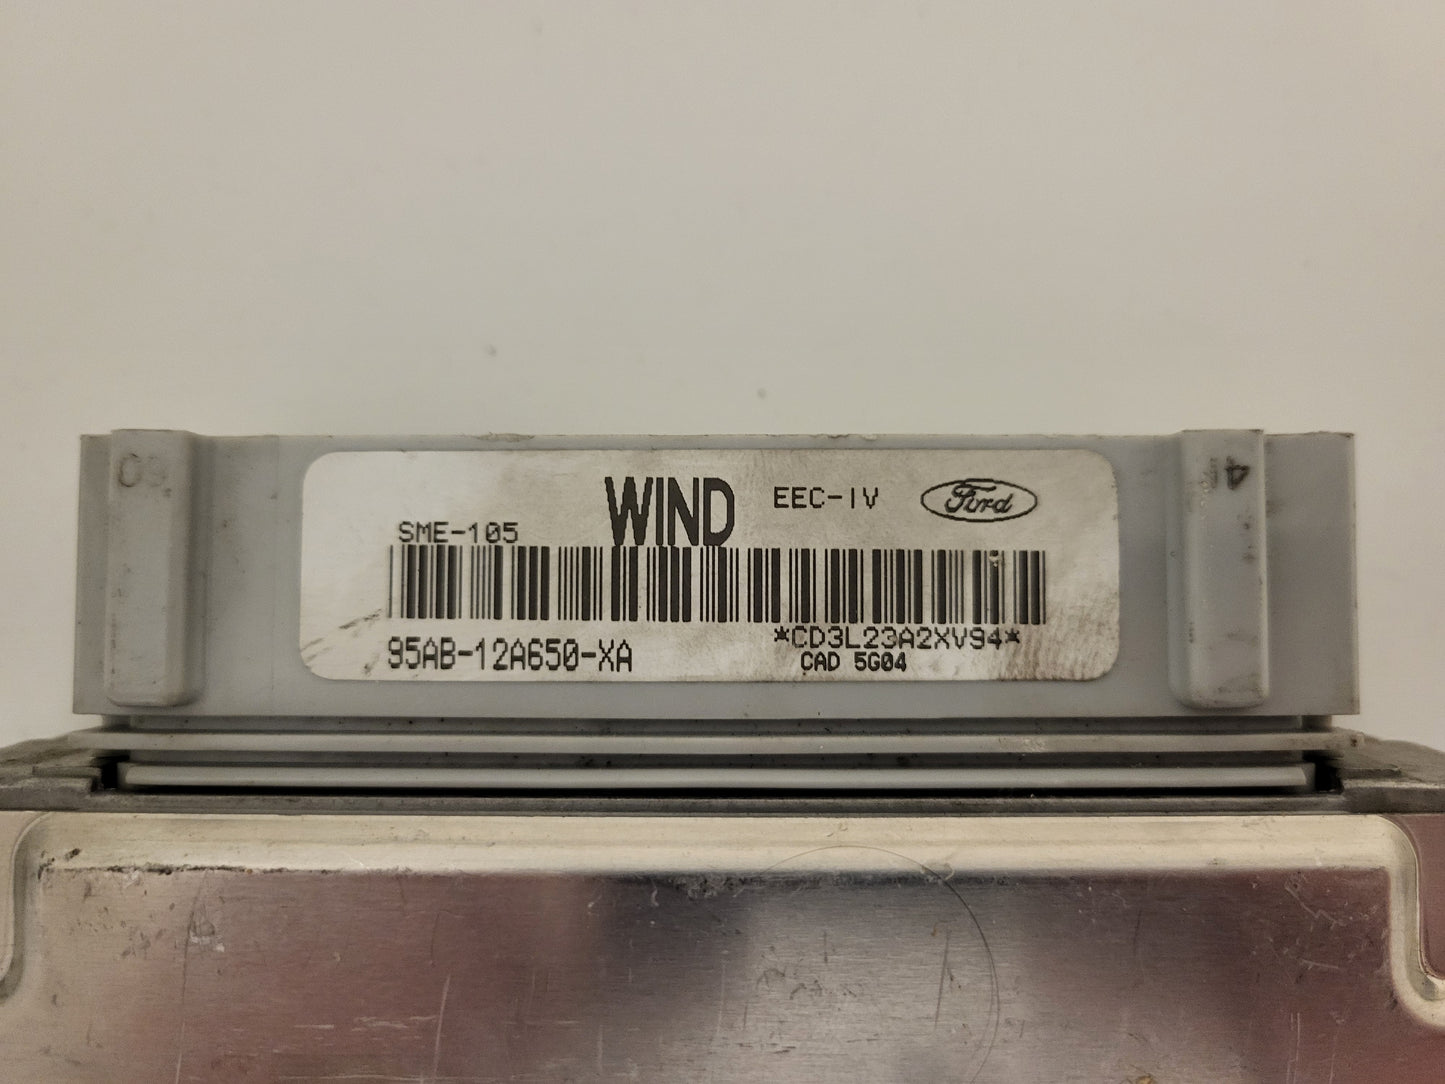 SME-105
WIND
EEC-IV
Ford
95AB-12A650-XA
*CD3L23A2XV94*
CAD 5G04